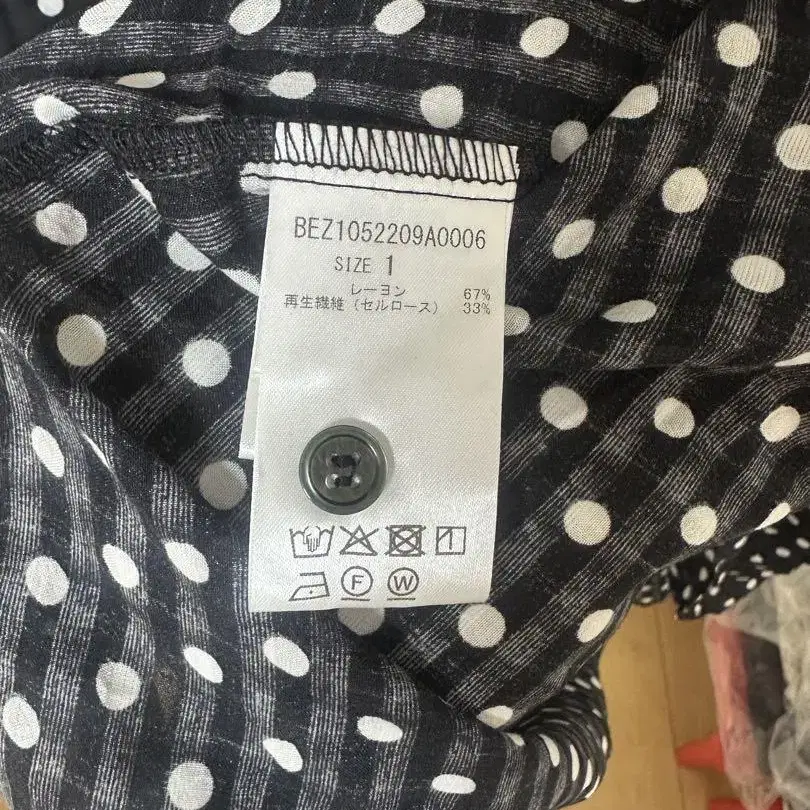 BEZ1052209A0006
SIZE 1
レーヨン 67%
再生繊維（セルロース） 33%
F W